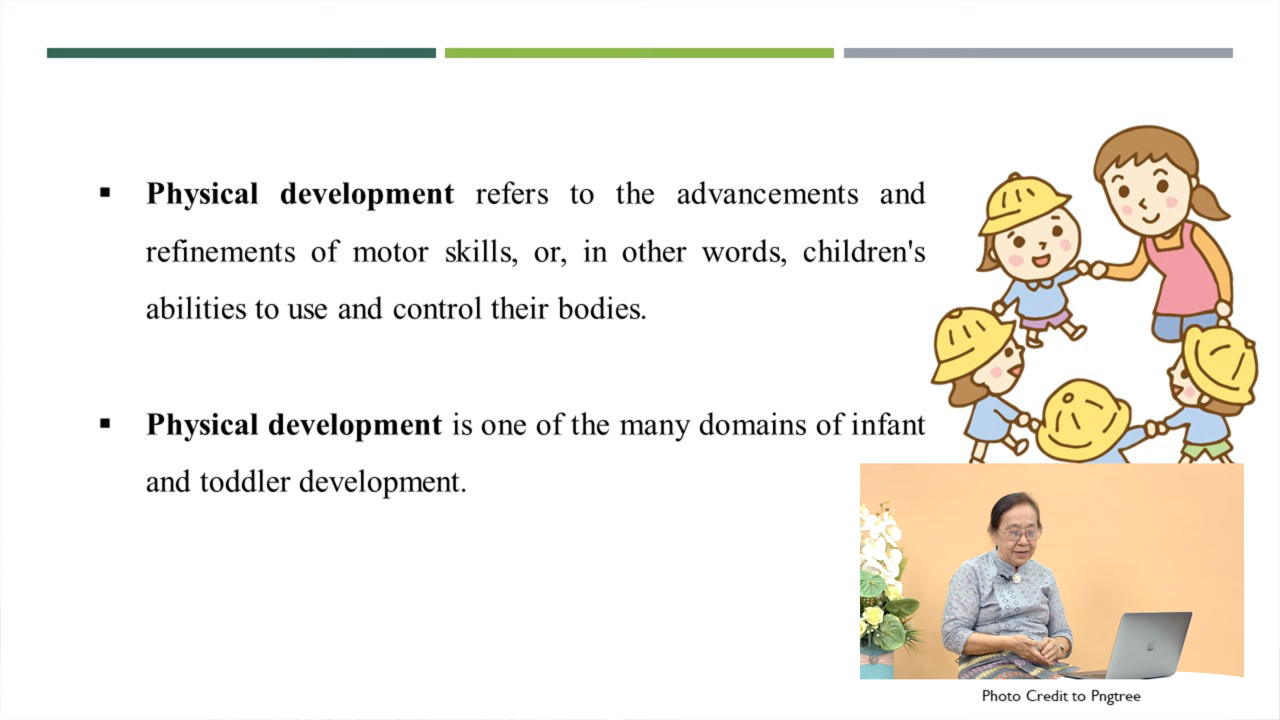 ▪ Physical development refers to the advancements and
refinements of motor skills, or, in other words, children's
abilities to use and control their bodies.
▪ Physical development is one of the many domains of infant
and toddler development.
Photo Credit to Pngtree